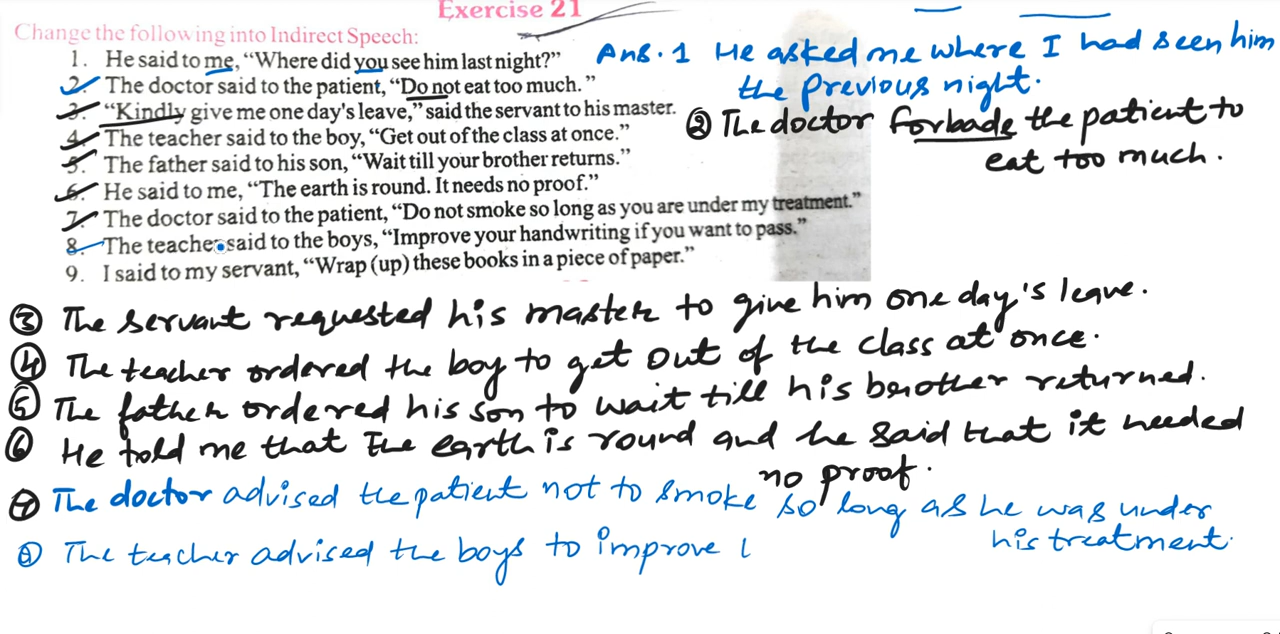 Exercise 21
Change the following into Indirect Speech:
1. He said to me, “Where did you see him last night?”
2. The doctor said to the patient, “Do not eat too much.”
3. “Kindly give me one day's leave,” said the servant to his master.
4. The teacher said to the boy, “Get out of the class at once.”
5. The father said to his son, “Wait till your brother returns.”
6. He said to me, “The earth is round. It needs no proof.”
7. The doctor said to the patient, “Do not smoke so long as you are under my treatment.”
8. The teacher said to the boys, “Improve your handwriting if you want to pass.”
9. I said to my servant, “Wrap (up) these books in a piece of paper.”
Ans. 1 He asked me where I had seen him
the previous night.
② The doctor forbade the patient to
eat too much.
③ The servant requested his master to give him one day's leave.
④ The teacher ordered the boy to get out of the class at once.
⑤ The father ordered his son to wait till his brother returned.
⑥ He told me that the earth is round and he said that it needed
no proof.
⑦ The doctor advised the patient not to smoke so long as he was under
his treatment.
The teacher advised the boys to improve